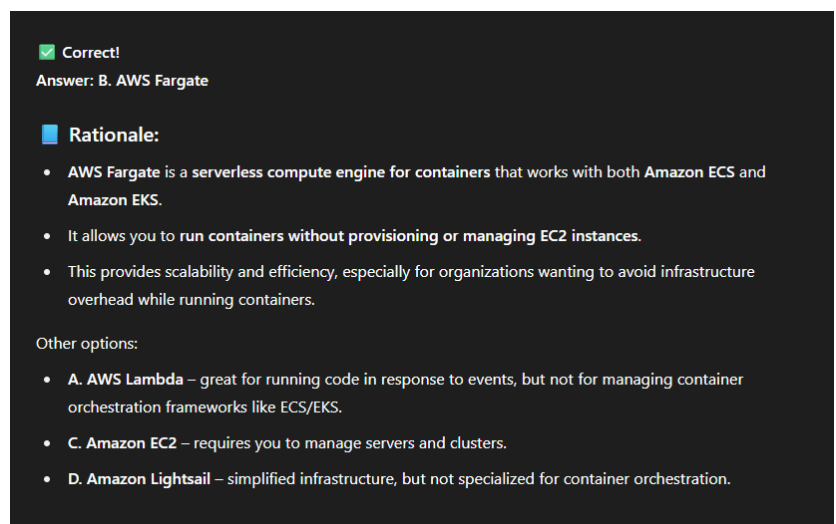 ✅ Correct!
Answer: B. AWS Fargate
📘 Rationale:
• AWS Fargate is a serverless compute engine for containers that works with both Amazon ECS and
Amazon EKS.
• It allows you to run containers without provisioning or managing EC2 instances.
• This provides scalability and efficiency, especially for organizations wanting to avoid infrastructure
overhead while running containers.
Other options:
• A. AWS Lambda – great for running code in response to events, but not for managing container
orchestration frameworks like ECS/EKS.
• C. Amazon EC2 – requires you to manage servers and clusters.
• D. Amazon Lightsail – simplified infrastructure, but not specialized for container orchestration.